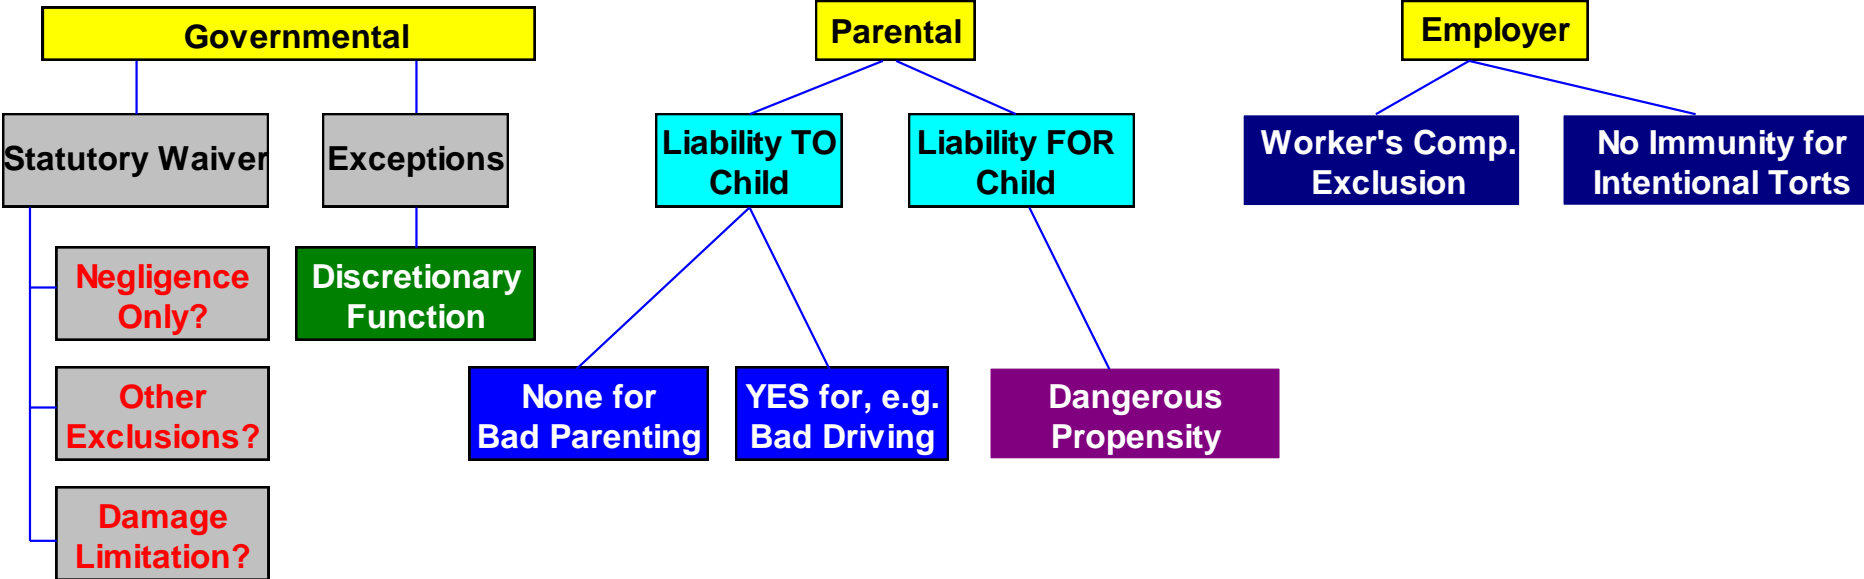 Governmental
Parental
Employer
Statutory Waiver
Exceptions
Liability TO
Child
Liability FOR
Child
Worker's Comp.
Exclusion
No Immunity for
Intentional Torts
Negligence
Only?
Discretionary
Function
Other
Exclusions?
None for
Bad Parenting
YES for, e.g.
Bad Driving
Dangerous
Propensity
Damage
Limitation?